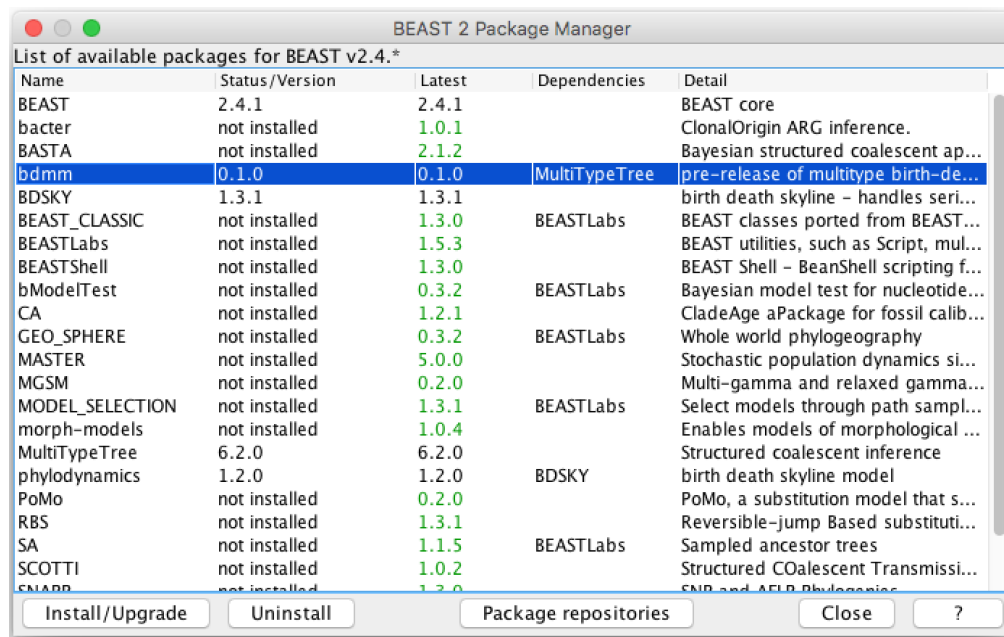 BEAST 2 Package Manager
List of available packages for BEAST v2.4.*
Name Status/Version Latest Dependencies Detail
BEAST 2.4.1 2.4.1 BEAST core
bacter not installed 1.0.1 ClonalOrigin ARG inference.
BASTA not installed 2.1.2 Bayesian structured coalescent ap...
bdmm 0.1.0 0.1.0 MultiTypeTree pre-release of multitype birth-de...
BDSKY 1.3.1 1.3.1 birth death skyline - handles seri...
BEAST_CLASSIC not installed 1.3.0 BEASTLabs BEAST classes ported from BEAST...
BEASTLabs not installed 1.5.3 BEAST utilities, such as Script, mul...
BEASTShell not installed 1.3.0 BEAST Shell - BeanShell scripting f...
bModelTest not installed 0.3.2 BEASTLabs Bayesian model test for nucleotide...
CA not installed 1.2.1 CladeAge aPackage for fossil calib...
GEO_SPHERE not installed 0.3.2 BEASTLabs Whole world phylogeography
MASTER not installed 5.0.0 Stochastic population dynamics si...
MGSM not installed 0.2.0 Multi-gamma and relaxed gamma...
MODEL_SELECTION not installed 1.3.1 BEASTLabs Select models through path sampl...
morph-models not installed 1.0.4 Enables models of morphological ...
MultiTypeTree 6.2.0 6.2.0 Structured coalescent inference
phylodynamics 1.2.0 1.2.0 BDSKY birth death skyline model
PoMo not installed 0.2.0 PoMo, a substitution model that s...
RBS not installed 1.3.1 Reversible-jump Based substituti...
SA not installed 1.1.5 BEASTLabs Sampled ancestor trees
SCOTTI not installed 1.0.2 Structured COalescent Transmissi...
SNAPP not installed 1.3.0 SNP and AFLP Phylogenies
Install/Upgrade Uninstall Package repositories Close ?